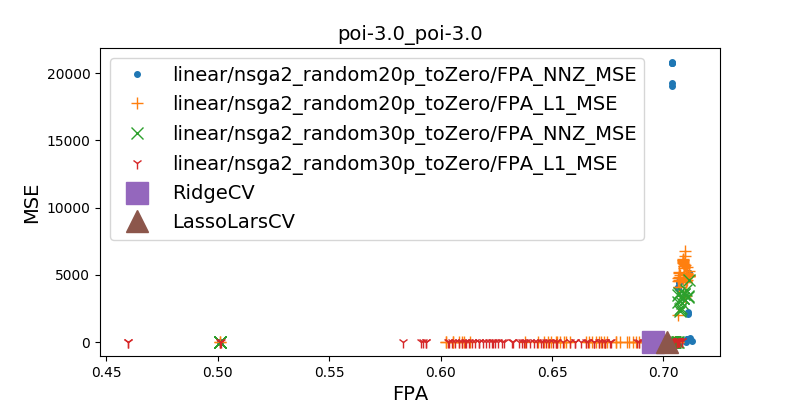 poi-3.0_poi-3.0
linear/nsga2_random20p_toZero/FPA_NNZ_MSE
linear/nsga2_random20p_toZero/FPA_L1_MSE
linear/nsga2_random30p_toZero/FPA_NNZ_MSE
linear/nsga2_random30p_toZero/FPA_L1_MSE
RidgeCV
LassoLarsCV
MSE
20000
15000
10000
5000
0
0.45 0.50 0.55 0.60 0.65 0.70
FPA